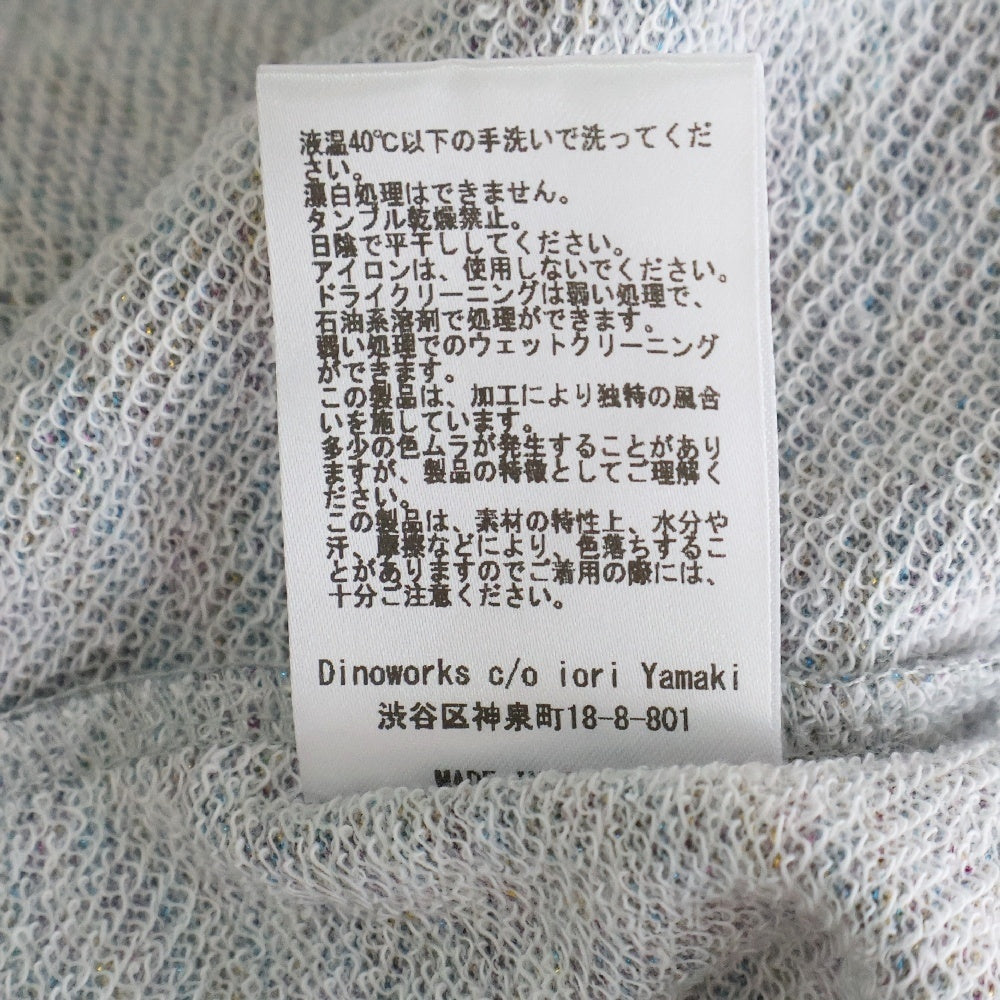 液温40℃以下の手洗いで洗ってくだ
さい。
漂白処理はできません。
タンブル乾燥禁止。
日陰で平干ししてください。
アイロンは、使用しないでください。
ドライクリーニングは弱い処理で、
石油系溶剤で処理ができます。
弱い処理でのウェットクリーニング
ができます。
この製品は、加工により独特の風合
いを施しています。
多少の色ムラが発生することがあり
ますが、製品の特徴としてご理解く
ださい。
この製品は、素材の特性上、水分や
汗、摩擦などにより、色落ちするこ
とがありますのでご着用の際には、
十分ご注意ください。
Dinoworks c/o iori Yamaki
渋谷区神泉町18-8-801
MADE